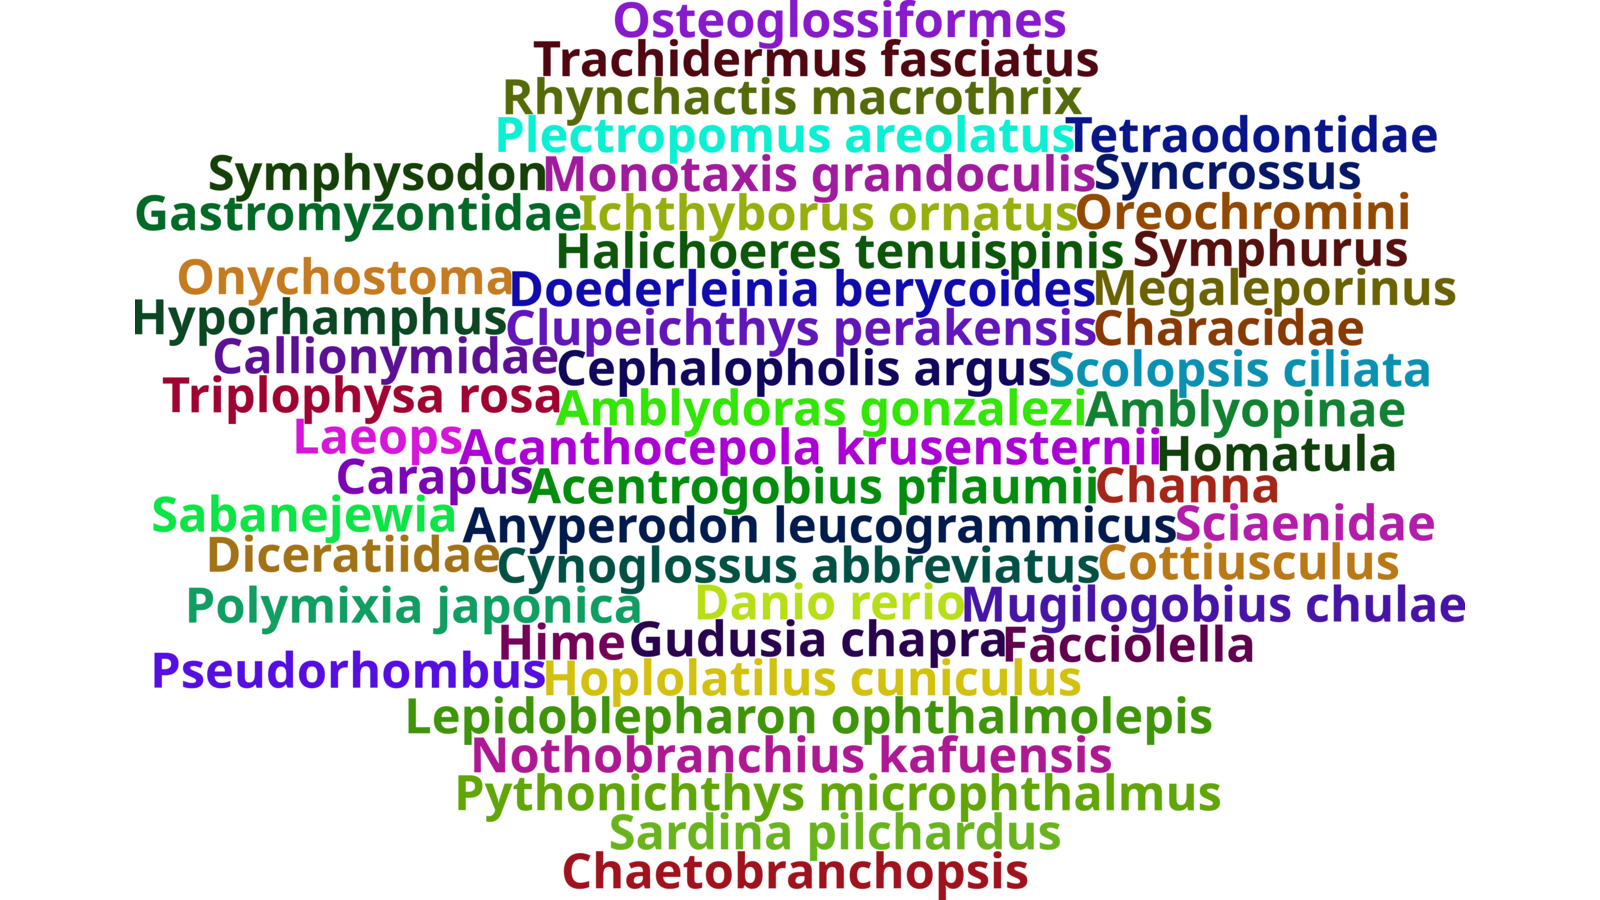 Osteoglossiformes
Trachidermus fasciatus
Rhynchactis macrothrix
Plectropomus areolatus Tetraodontidae
Symphysodon Monotaxis grandoculis Syncrossus
Gastromyzontidae Ichthyborus ornatus Oreochromini
Halichoeres tenuispinis Symphurus
Onychostoma Doederleinia berycoides Megaleporinus
Hyporhamphus Clupeichthys perakensis Characidae
Callionymidae Cephalopholis argus Scolopsis ciliata
Triplophysa rosa Amblydoras gonzalezi Amblyopinae
Laeops Acanthocepola krusensternii Homatula
Carapus Acentrogobius pflaumii Channa
Sabanejewia Anyperodon leucogrammicus Sciaenidae
Diceratiidae Cynoglossus abbreviatus Cottiusculus
Polymixia japonica Danio rerio Mugilogobius chulae
Hime Gudusia chapra Facciolella
Pseudorhombus Hoplolatilus cuniculus
Lepidoblepharon ophthalmolepis
Nothobranchius kafuensis
Pythonichthys microphthalmus
Sardina pilchardus
Chaetobranchopsis